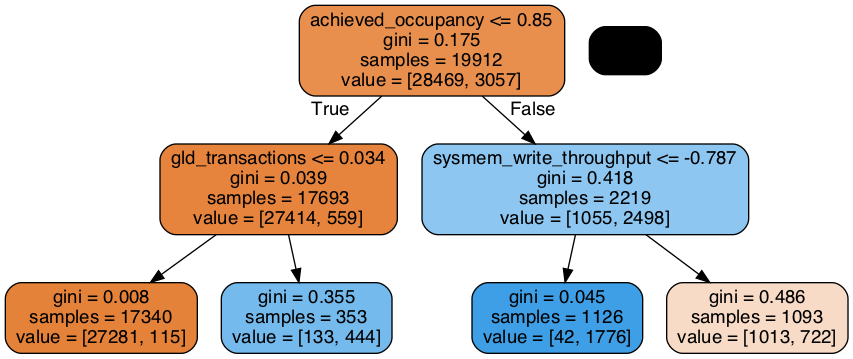 achieved_occupancy <= 0.85
gini = 0.175
samples = 19912
value = [28469, 3057]
True
False
gld_transactions <= 0.034
gini = 0.039
samples = 17693
value = [27414, 559]
sysmem_write_throughput <= -0.787
gini = 0.418
samples = 2219
value = [1055, 2498]
gini = 0.008
samples = 17340
value = [27281, 115]
gini = 0.355
samples = 353
value = [133, 444]
gini = 0.045
samples = 1126
value = [42, 1776]
gini = 0.486
samples = 1093
value = [1013, 722]